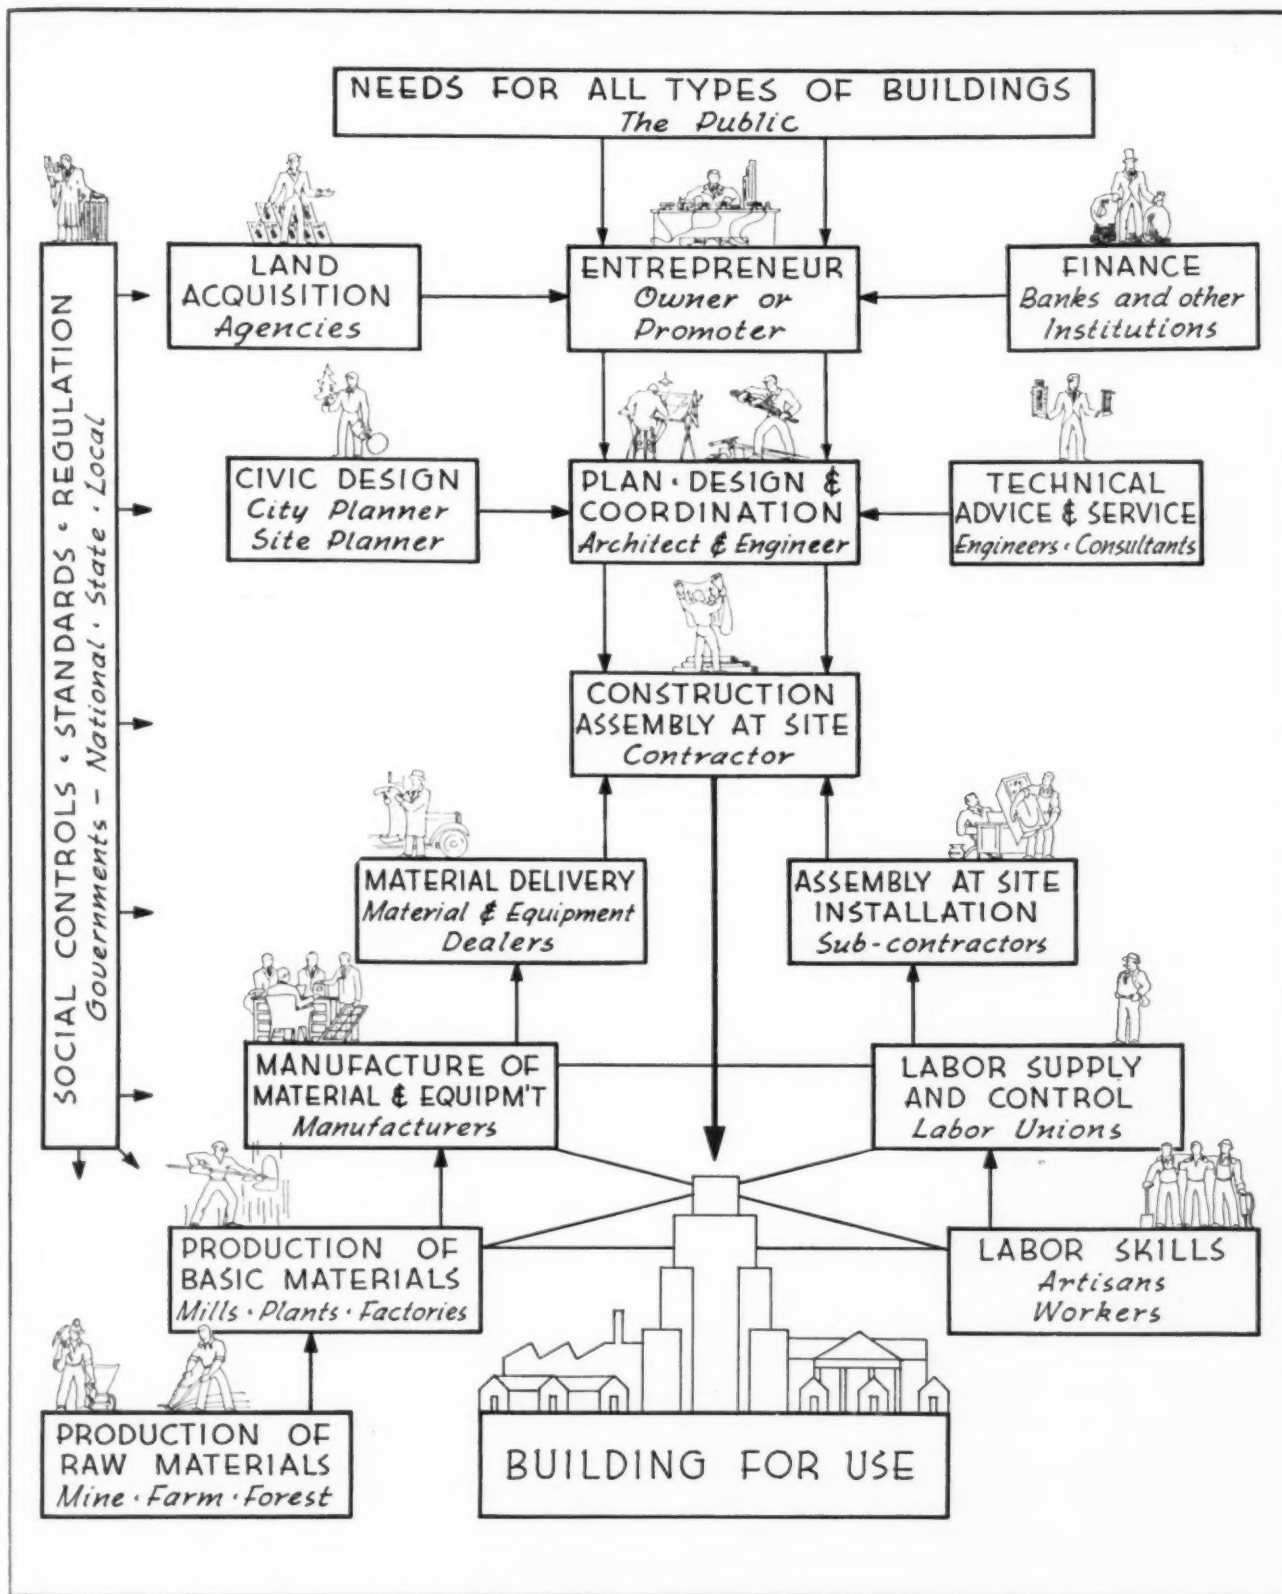 NEEDS FOR ALL TYPES OF BUILDINGS
The Public
SOCIAL CONTROLS · STANDARDS · REGULATION
Governments - National · State · Local
LAND
ACQUISITION
Agencies
ENTREPRENEUR
Owner or
Promoter
FINANCE
Banks and other
Institutions
CIVIC DESIGN
City Planner
Site Planner
PLAN · DESIGN &
COORDINATION
Architect & Engineer
TECHNICAL
ADVICE & SERVICE
Engineers · Consultants
CONSTRUCTION
ASSEMBLY AT SITE
Contractor
MATERIAL DELIVERY
Material & Equipment
Dealers
ASSEMBLY AT SITE
INSTALLATION
Sub-contractors
MANUFACTURE OF
MATERIAL & EQUIPM'T
Manufacturers
LABOR SUPPLY
AND CONTROL
Labor Unions
PRODUCTION OF
BASIC MATERIALS
Mills · Plants · Factories
LABOR SKILLS
Artisans
Workers
PRODUCTION OF
RAW MATERIALS
Mine · Farm · Forest
BUILDING FOR USE